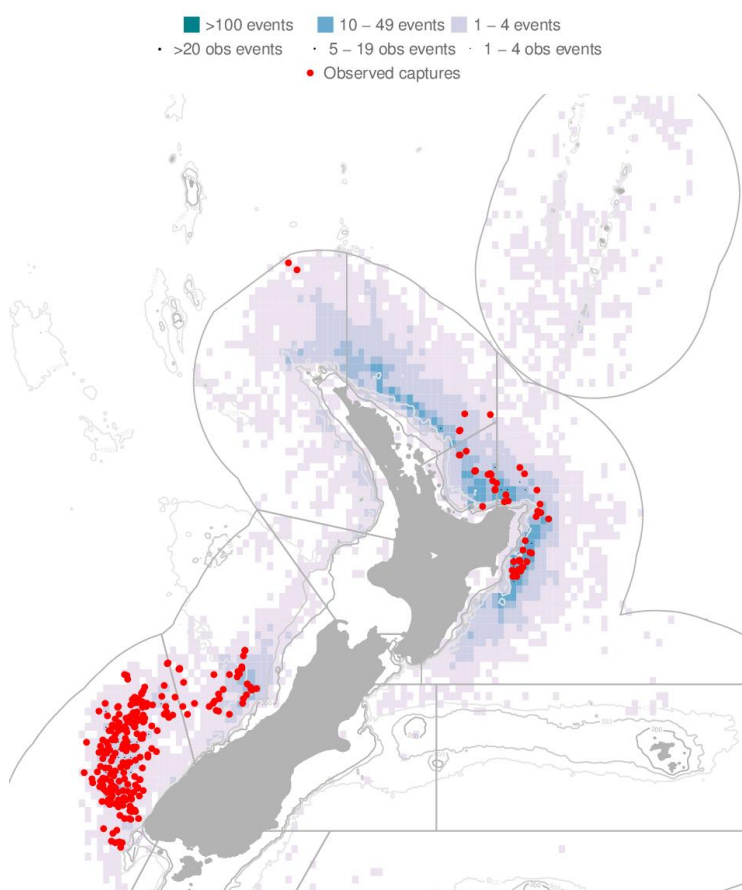 >100 events 10 – 49 events 1 – 4 events
>20 obs events 5 – 19 obs events 1 – 4 obs events
Observed captures